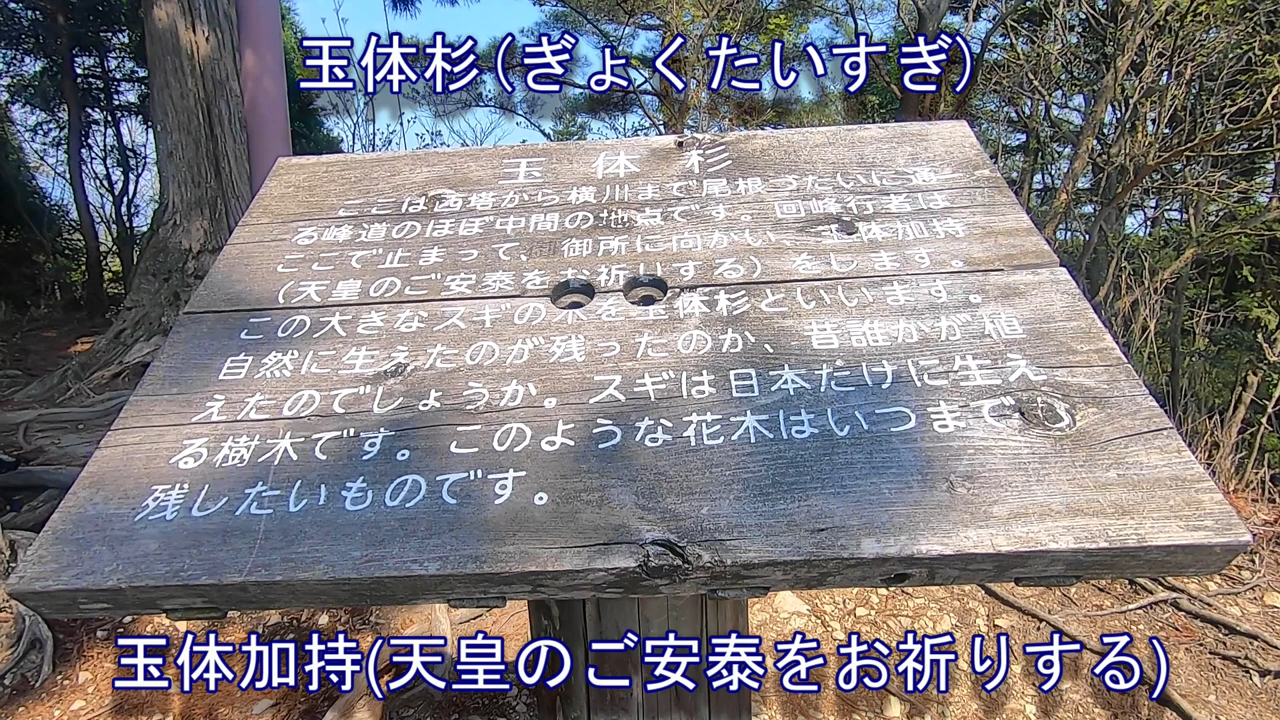 玉体杉（ぎょくたいすぎ）
玉体杉
ここは西塔から横川まで尾根づたいに通
る峰道のほぼ中間の地点です。回峰行者は
ここで止まって、御所に向かい、玉体加持
（天皇のご安泰をお祈りする）をします。
この大きなスギの木を玉体杉といいます。
自然に生えたのが残ったのか、昔誰かが植
えたのでしょうか。スギは日本だけに生え
る樹木です。このような花木はいつまでも
残したいものです。
玉体加持(天皇のご安泰をお祈りする)